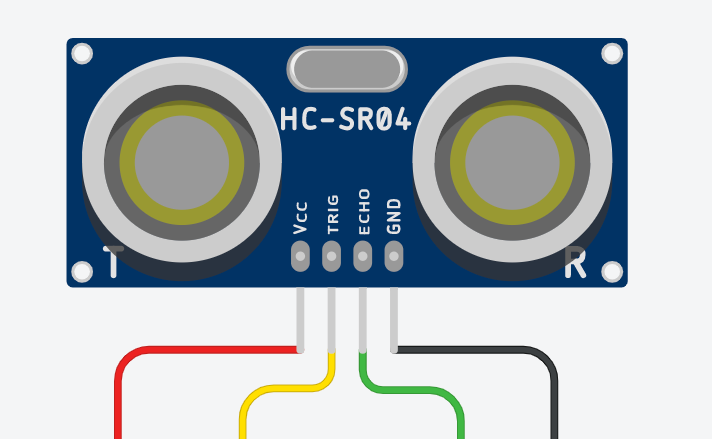 HC-SR04
Vcc
TRIG
ECHO
GND
T
R